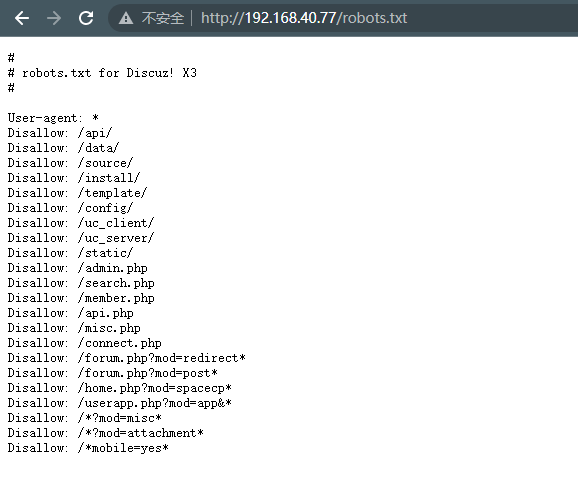 不安全 | http://192.168.40.77/robots.txt
#
# robots.txt for Discuz! X3
#
User-agent: *
Disallow: /api/
Disallow: /data/
Disallow: /source/
Disallow: /install/
Disallow: /template/
Disallow: /config/
Disallow: /uc_client/
Disallow: /uc_server/
Disallow: /static/
Disallow: /admin.php
Disallow: /search.php
Disallow: /member.php
Disallow: /api.php
Disallow: /misc.php
Disallow: /connect.php
Disallow: /forum.php?mod=redirect*
Disallow: /forum.php?mod=post*
Disallow: /home.php?mod=spacecp*
Disallow: /userapp.php?mod=app&*
Disallow: /*?mod=misc*
Disallow: /*?mod=attachment*
Disallow: /*mobile=yes*